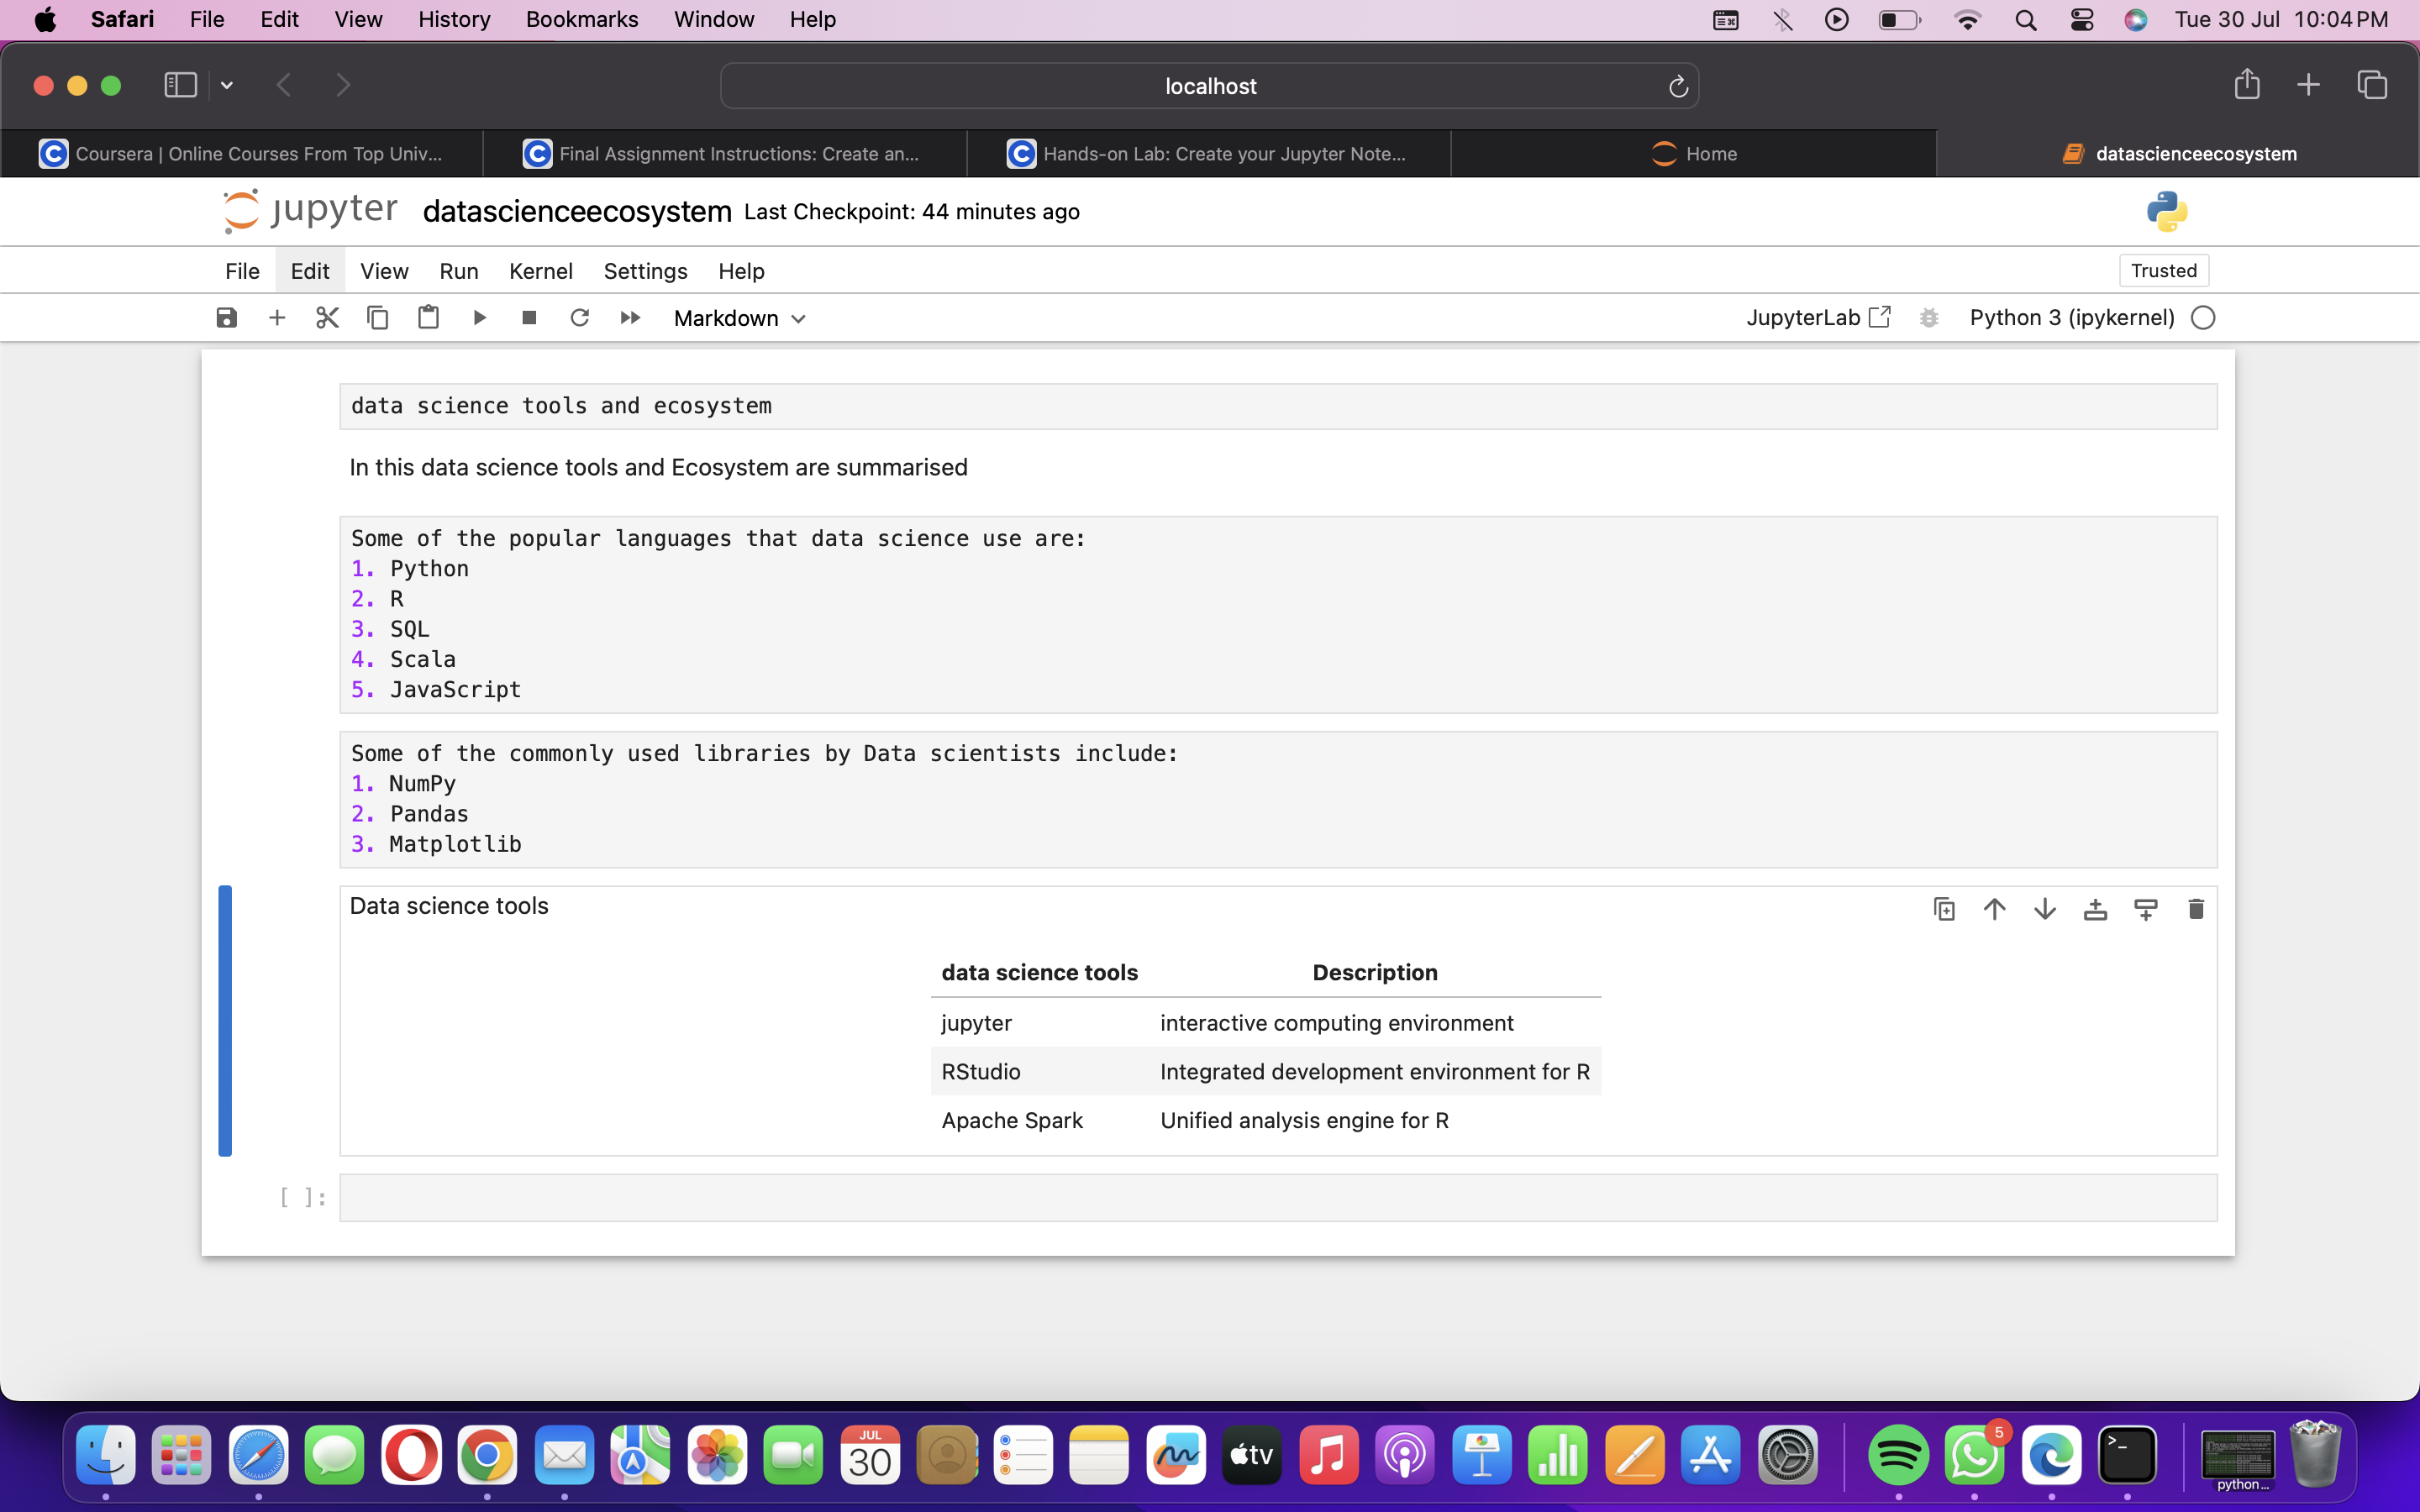 Safari File Edit View History Bookmarks Window Help Tue 30 Jul 10:04 PM
localhost
Coursera | Online Courses From Top Univ... Final Assignment Instructions: Create an... Hands-on Lab: Create your Jupyter Note... Home datascienceecosystem
jupyter datascienceecosystem Last Checkpoint: 44 minutes ago
File Edit View Run Kernel Settings Help Trusted
Markdown JupyterLab Python 3 (ipykernel)
data science tools and ecosystem
In this data science tools and Ecosystem are summarised
Some of the popular languages that data science use are:
1. Python
2. R
3. SQL
4. Scala
5. JavaScript
Some of the commonly used libraries by Data scientists include:
1. NumPy
2. Pandas
3. Matplotlib
Data science tools
data science tools Description
jupyter interactive computing environment
RStudio Integrated development environment for R
Apache Spark Unified analysis engine for R
[ ]:
JUL
30
tv
5
>_
python...